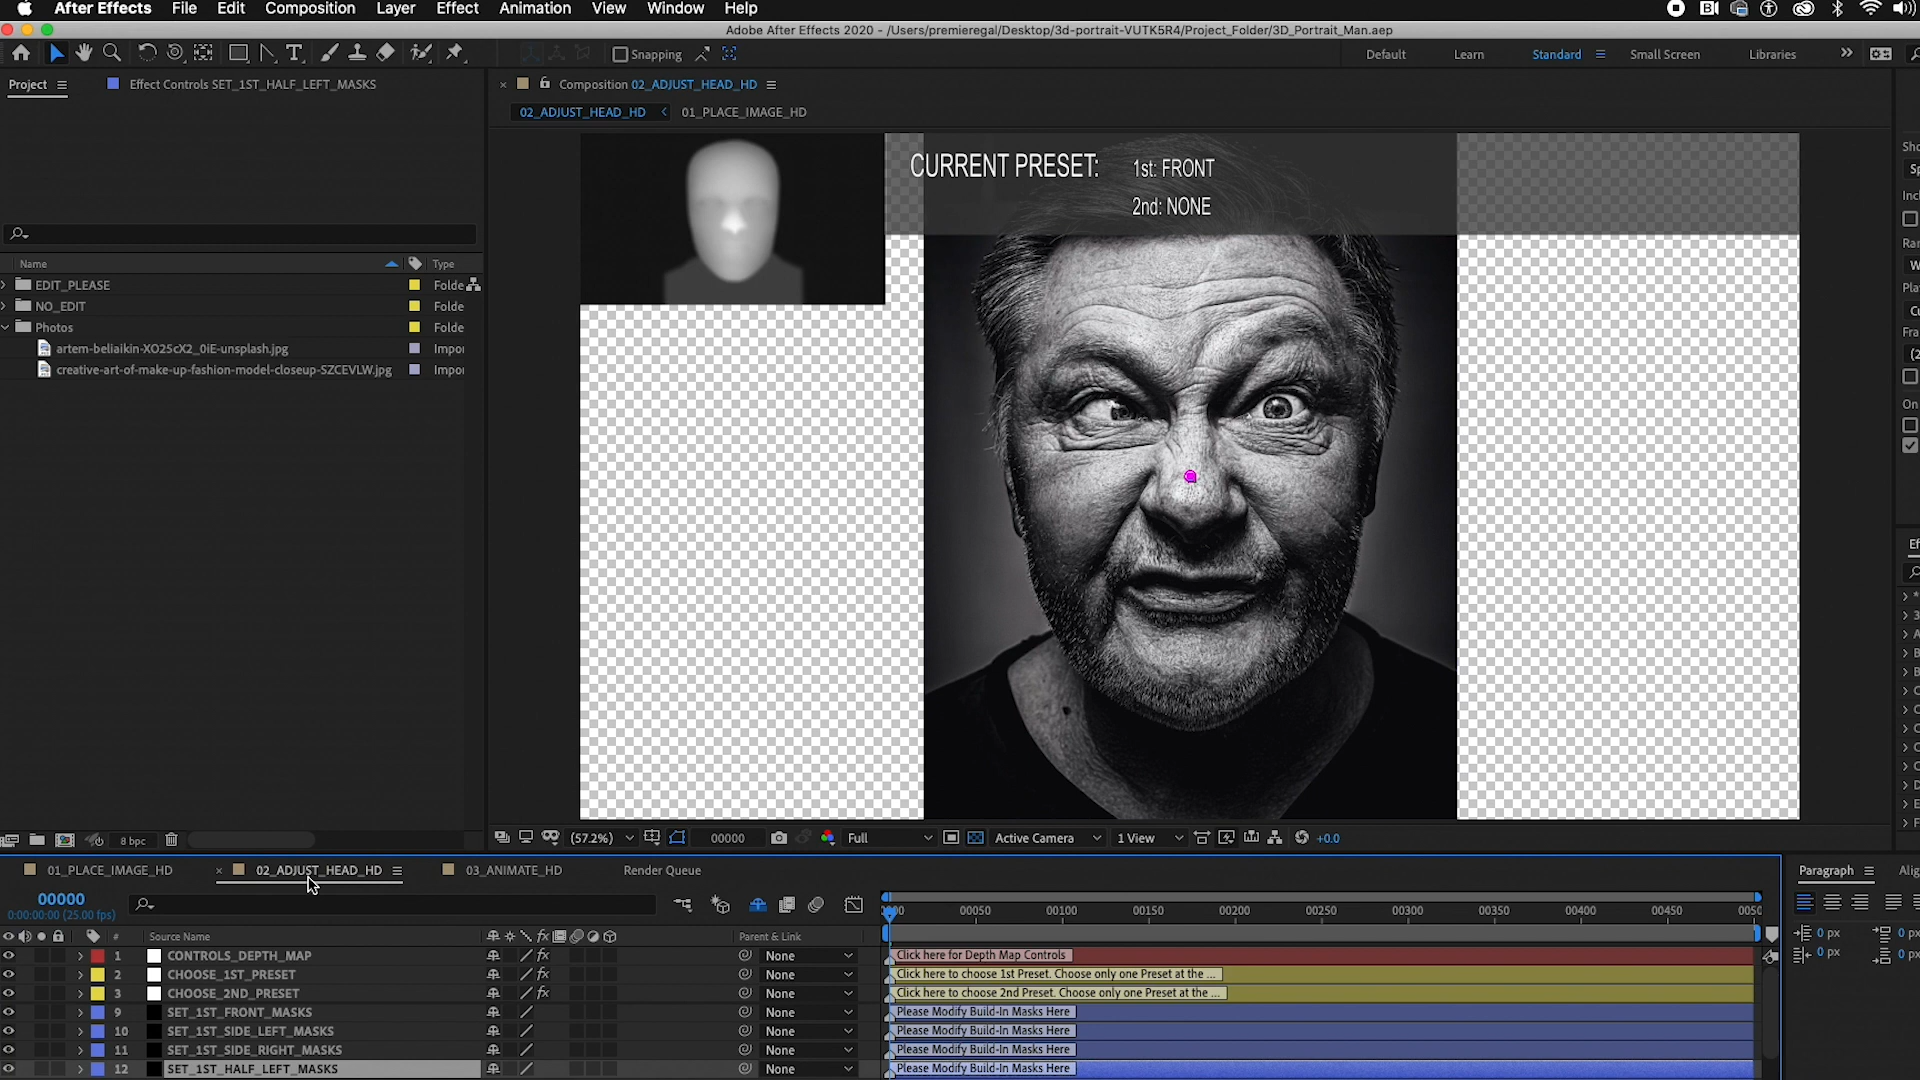 After Effects File Edit Composition Layer Effect Animation View Window Help
Adobe After Effects 2020 - /Users/premieregal/Desktop/3d-portrait-VUTK5R4/Project_Folder/3D_Portrait_Man.aep
Snapping Default Learn Standard Small Screen Libraries
Project Effect Controls SET_1ST_HALF_LEFT_MASKS
Composition 02_ADJUST_HEAD_HD
02_ADJUST_HEAD_HD 01_PLACE_IMAGE_HD
CURRENT PRESET: 1st: FRONT
2nd: NONE
Name Type
EDIT_PLEASE Folde
NO_EDIT Folde
Photos Folde
artem-beliaikin-XO25cX2_0iE-unsplash.jpg Impor
creative-art-of-make-up-fashion-model-closeup-SZCEVLW.jpg Impor
8 bpc
(57.2%) 00000 Full Active Camera 1 View +0.0
01_PLACE_IMAGE_HD 02_ADJUST_HEAD_HD 03_ANIMATE_HD Render Queue
Paragraph Alig
00000
0:00:00:00 (25.00 fps)
00050 00100 00150 00200 00250 00300 00350 00400 00450
# Source Name Parent & Link
0 px
0 px
1 CONTROLS_DEPTH_MAP None Click here for Depth Map Controls
2 CHOOSE_1ST_PRESET None Click here to choose 1st Preset. Choose only one Preset at the ...
3 CHOOSE_2ND_PRESET None Click here to choose 2nd Preset. Choose only one Preset at the ...
9 SET_1ST_FRONT_MASKS None Please Modify Build-In Masks Here
10 SET_1ST_SIDE_LEFT_MASKS None Please Modify Build-In Masks Here
11 SET_1ST_SIDE_RIGHT_MASKS None Please Modify Build-In Masks Here
12 SET_1ST_HALF_LEFT_MASKS None Please Modify Build-In Masks Here